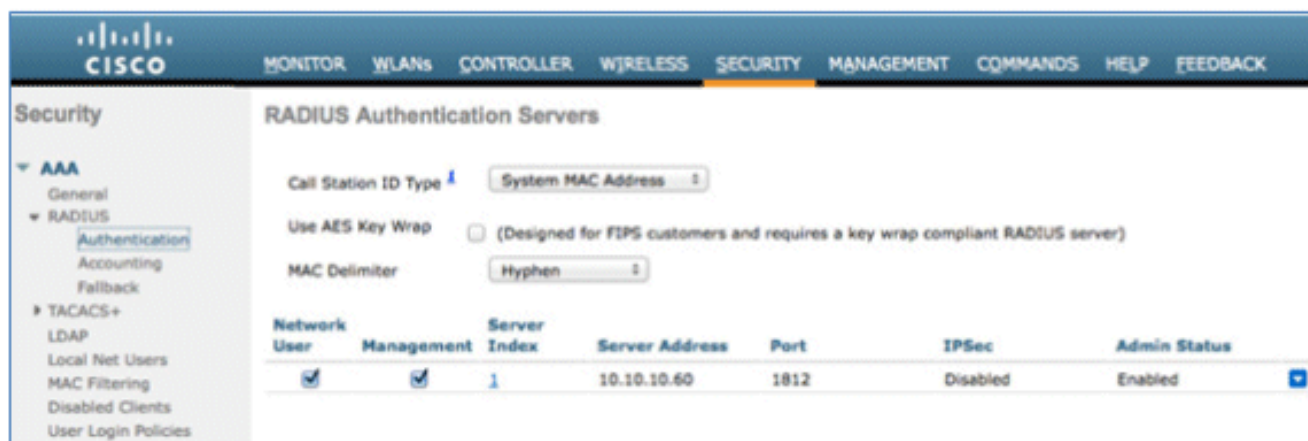 CISCO
MONITOR WLANs CONTROLLER WIRELESS SECURITY MANAGEMENT COMMANDS HELP FEEDBACK
Security
AAA
General
RADIUS
Authentication
Accounting
Fallback
TACACS+
LDAP
Local Net Users
MAC Filtering
Disabled Clients
User Login Policies
RADIUS Authentication Servers
Call Station ID Type 1 System MAC Address
Use AES Key Wrap (Designed for FIPS customers and requires a key wrap compliant RADIUS server)
MAC Delimiter Hyphen
Network User Management Server Index Server Address Port IPSec Admin Status
1 10.10.10.60 1812 Disabled Enabled